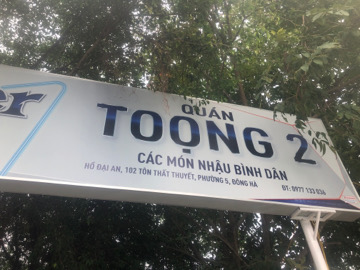 er
QUÁN
TOỌNG 2
CÁC MÓN NHẬU BÌNH DÂN
HỒ ĐẠI AN, 102 TÔN THẤT THUYẾT, PHƯỜNG 5, ĐÔNG HÀ
ĐT: 0977 133 036